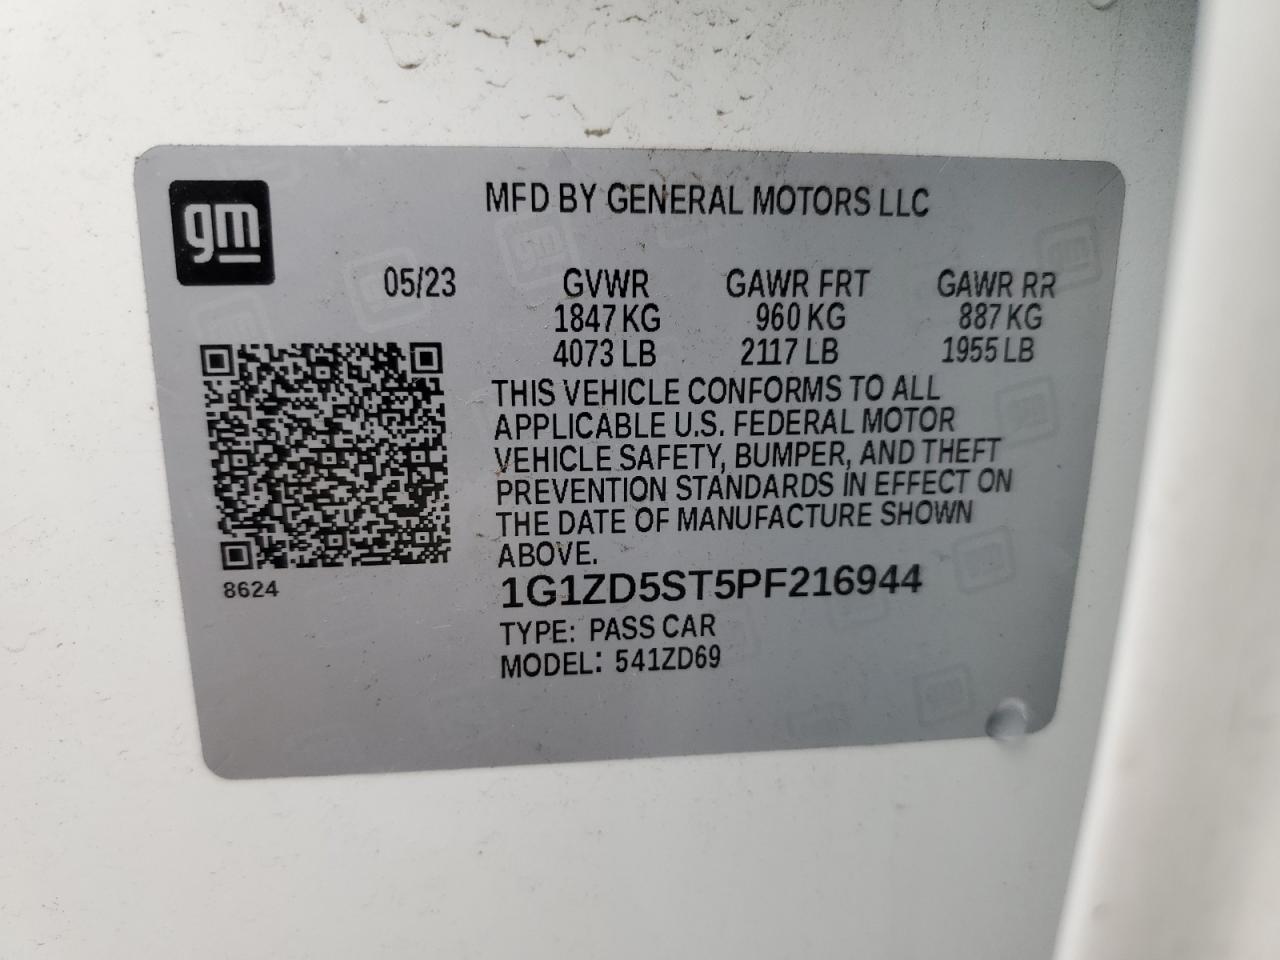 gm
MFD BY GENERAL MOTORS LLC
05/23 GVWR GAWR FRT GAWR RR
1847 KG 960 KG 887 KG
4073 LB 2117 LB 1955 LB
THIS VEHICLE CONFORMS TO ALL
APPLICABLE U.S. FEDERAL MOTOR
VEHICLE SAFETY, BUMPER, AND THEFT
PREVENTION STANDARDS IN EFFECT ON
THE DATE OF MANUFACTURE SHOWN
ABOVE.
8624
1G1ZD5ST5PF216944
TYPE: PASS CAR
MODEL: 541ZD69